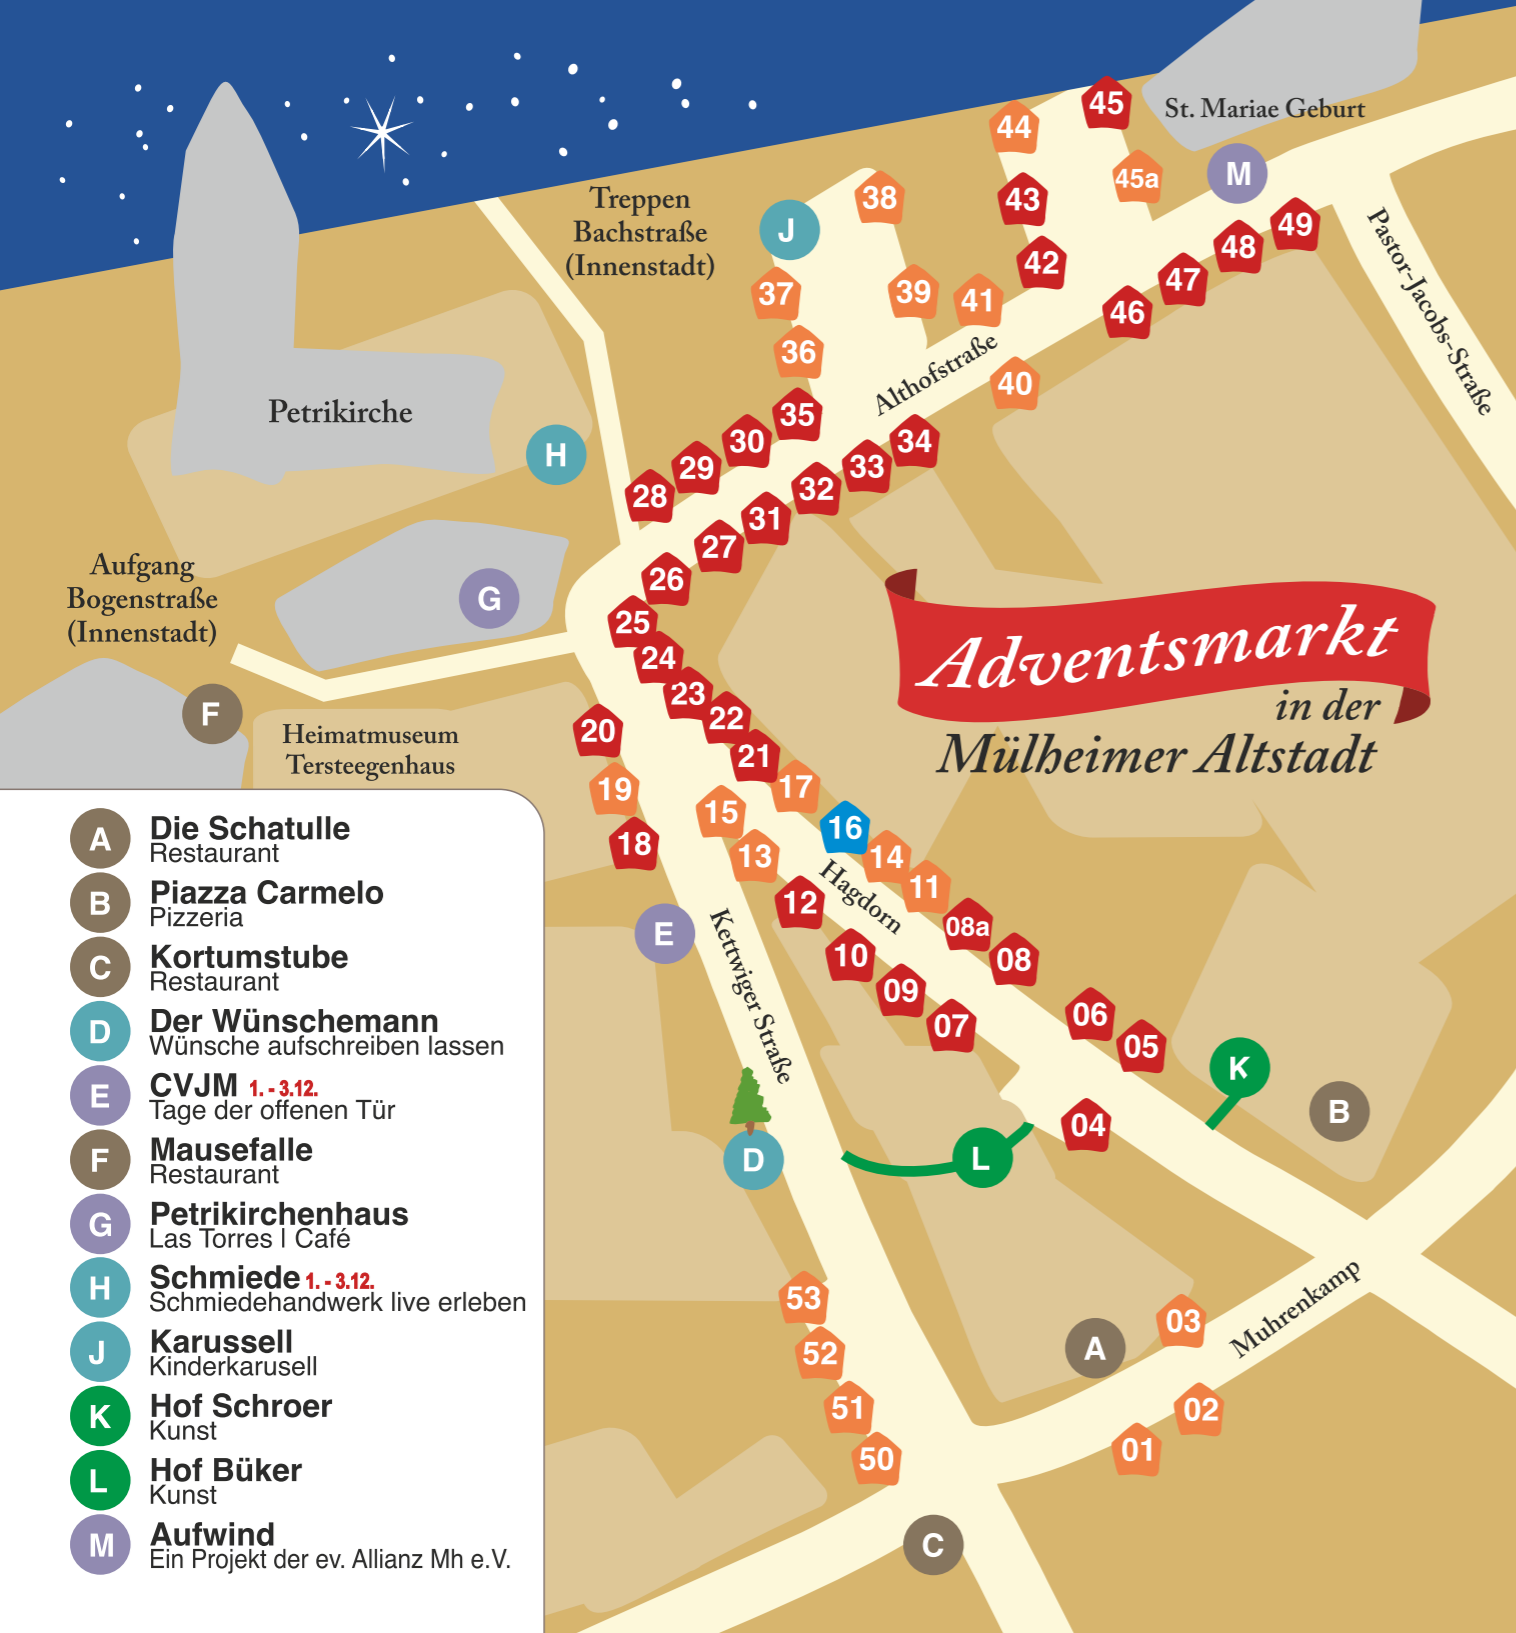 45
St. Mariae Geburt
44
45a
M
Treppen
Bachstraße
(Innenstadt)
38
43
J
49
48
Pastor-Jacobs-Straße
42
47
37
39
41
46
36
Althofstraße
40
Petrikirche
35
30
34
H
29
33
28
32
31
27
26
Aufgang
Bogenstraße
(Innenstadt)
G
25
24
Adventsmarkt
in der
Mülheimer Altstadt
23
22
F
20
Heimatmuseum
Tersteegenhaus
21
19
17
15
16
18
13
14
Hagdorn
11
12
08a
E
Kettwiger Straße
10
08
09
07
06
05
K
B
04
L
D
53
A
03
Muhrenkamp
52
51
02
50
01
C
A Die Schatulle
Restaurant
B Piazza Carmelo
Pizzeria
C Kortumstube
Restaurant
D Der Wünschemann
Wünsche aufschreiben lassen
E CVJM 1. - 3.12.
Tage der offenen Tür
F Mausefalle
Restaurant
G Petrikirchenhaus
Las Torres I Café
H Schmiede 1. - 3.12.
Schmiedehandwerk live erleben
J Karussell
Kinderkarusell
K Hof Schroer
Kunst
L Hof Büker
Kunst
M Aufwind
Ein Projekt der ev. Allianz Mh e.V.